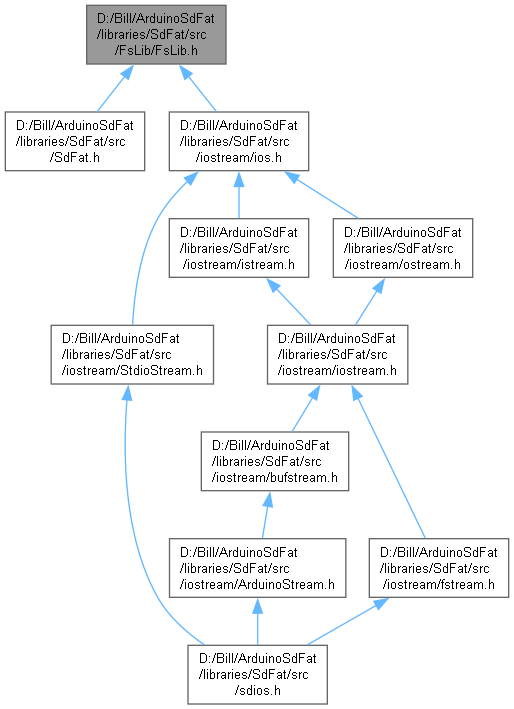 D:/Bill/ArduinoSdFat
/libraries/SdFat/src
/FsLib/FsLib.h
D:/Bill/ArduinoSdFat
/libraries/SdFat/src
/SdFat.h
D:/Bill/ArduinoSdFat
/libraries/SdFat/src
/iostream/ios.h
D:/Bill/ArduinoSdFat
/libraries/SdFat/src
/iostream/istream.h
D:/Bill/ArduinoSdFat
/libraries/SdFat/src
/iostream/ostream.h
D:/Bill/ArduinoSdFat
/libraries/SdFat/src
/iostream/StdioStream.h
D:/Bill/ArduinoSdFat
/libraries/SdFat/src
/iostream/iostream.h
D:/Bill/ArduinoSdFat
/libraries/SdFat/src
/iostream/bufstream.h
D:/Bill/ArduinoSdFat
/libraries/SdFat/src
/iostream/ArduinoStream.h
D:/Bill/ArduinoSdFat
/libraries/SdFat/src
/iostream/fstream.h
D:/Bill/ArduinoSdFat
/libraries/SdFat/src
/sdios.h